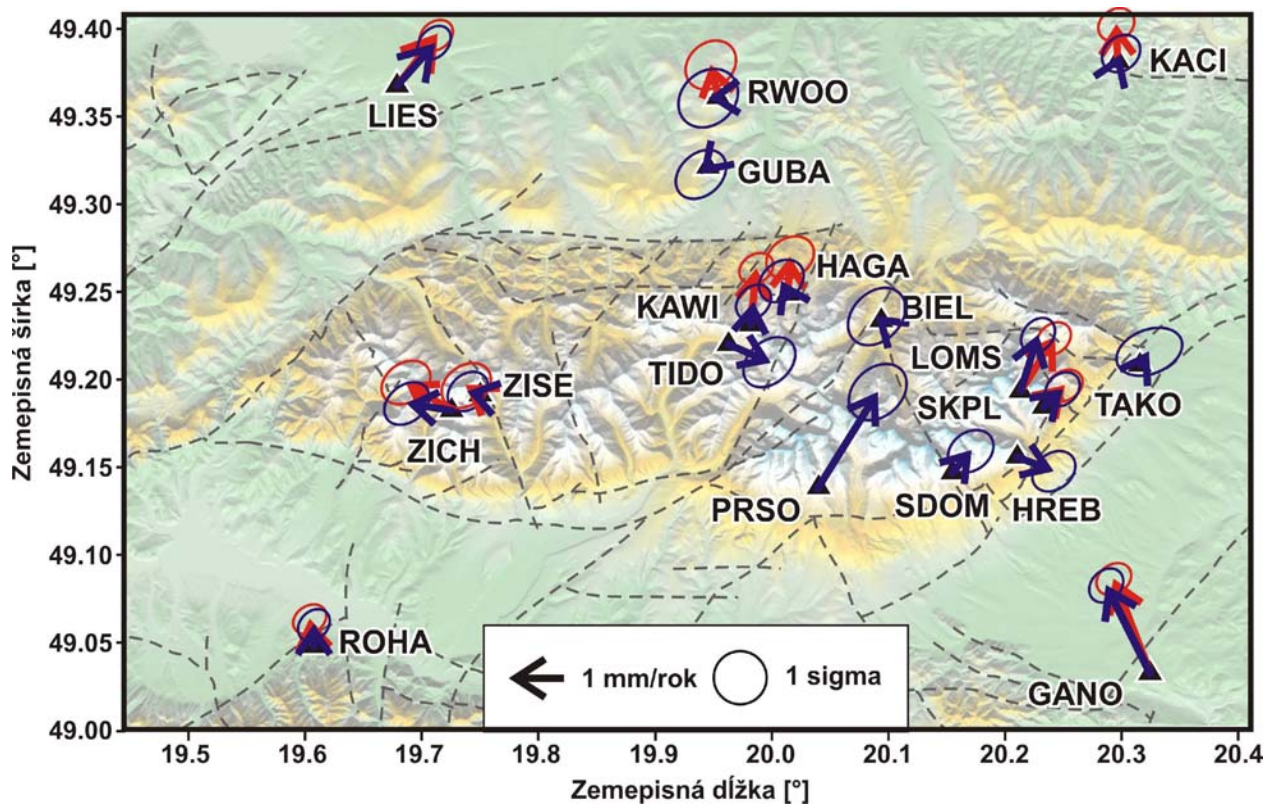 49.40
49.35
49.30
49.25
49.20
49.15
49.10
49.05
49.00
Zemepisná šírka [°]
LIES
RWOO
KACI
GUBA
HAGA
KAWI
BIEL
TIDO
LOMS
ZISE
SKPL
TAKO
ZICH
PRSO
SDOM
HREB
ROHA
GANO
1 mm/rok
1 sigma
19.5 19.6 19.7 19.8 19.9 20.0 20.1 20.2 20.3 20.4
Zemepisná dĺžka [°]